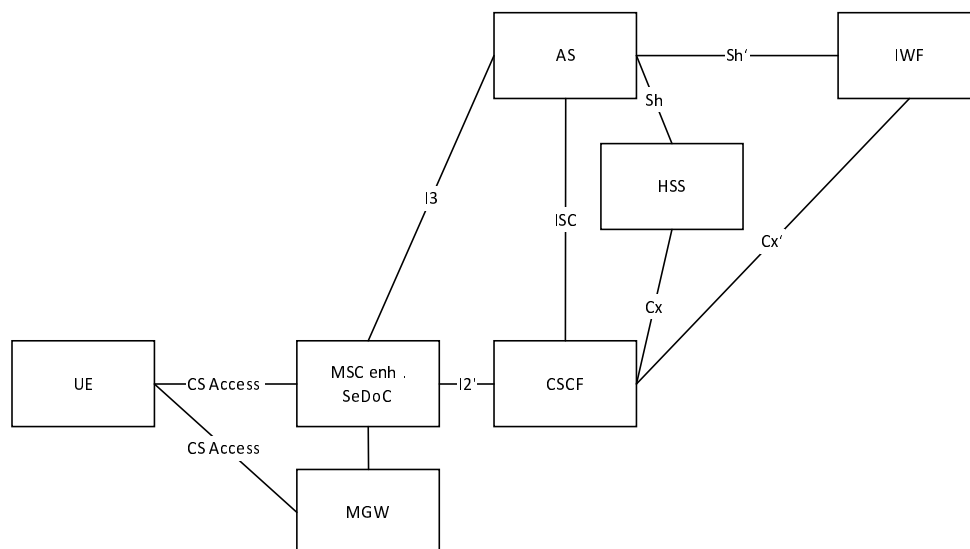 AS
Sh‘
IWF
Sh
HSS
I3
ISC
Cx‘
Cx
UE
CS Access
MSC enh .
SeDoC
I2'
CSCF
CS Access
MGW